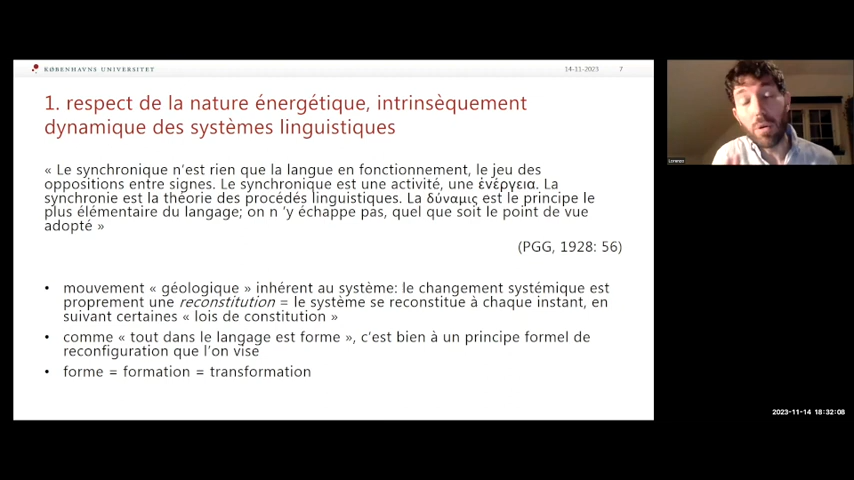 KØBENHAVNS UNIVERSITET
14-11-2023 7
1. respect de la nature énergétique, intrinsèquement
dynamique des systèmes linguistiques
« Le synchronique n'est rien que la langue en fonctionnement, le jeu des
oppositions entre signes. Le synchronique est une activité, une ἐνέργεια. La
synchronie est la théorie des procédés linguistiques. La δύναμις est le principe le
plus élémentaire du langage; on n 'y échappe pas, quel que soit le point de vue
adopté »
(PGG, 1928: 56)
• mouvement « géologique » inhérent au système: le changement systémique est
proprement une reconstitution = le système se reconstitue à chaque instant, en
suivant certaines « lois de constitution »
• comme « tout dans le langage est forme », c'est bien à un principe formel de
reconfiguration que l'on vise
• forme = formation = transformation
Lorenzo
2023-11-14 18:32:08